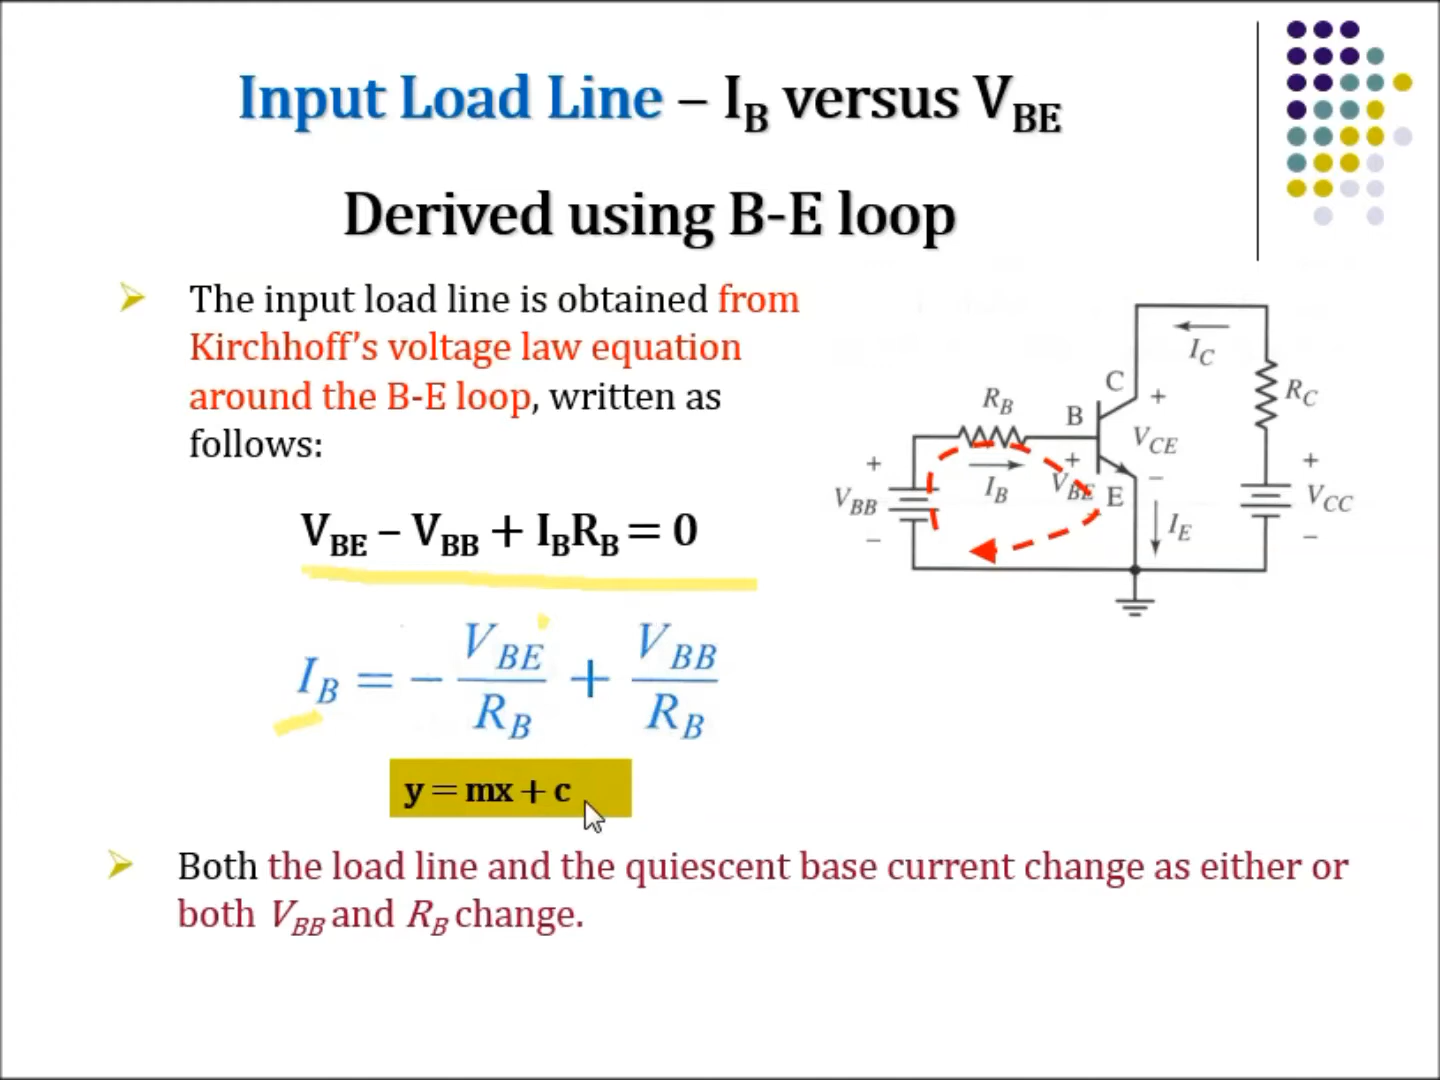 Input Load Line – I_B versus V_BE
Derived using B-E loop
The input load line is obtained from
Kirchhoff's voltage law equation
around the B-E loop, written as
follows:
V_BE – V_BB + I_BR_B = 0
I_B = - V_BE/R_B + V_BB/R_B
y = mx + c
Both the load line and the quiescent base current change as either or
both V_BB and R_B change.
I_C
C
+
R_C
R_B
B
V_CE
+
+
+
V_BB
I_B
V_BE
E
–
V_CC
I_E
–
–